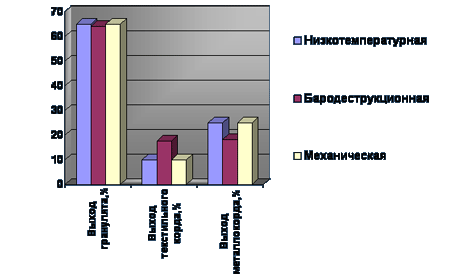 70
60
50
40
30
20
10
0
Выход
гранулята,%
Выход
текстильного
корда,%
Выход
металлокорда,%
Низкотемпературная
Бародеструкционная
Механическая